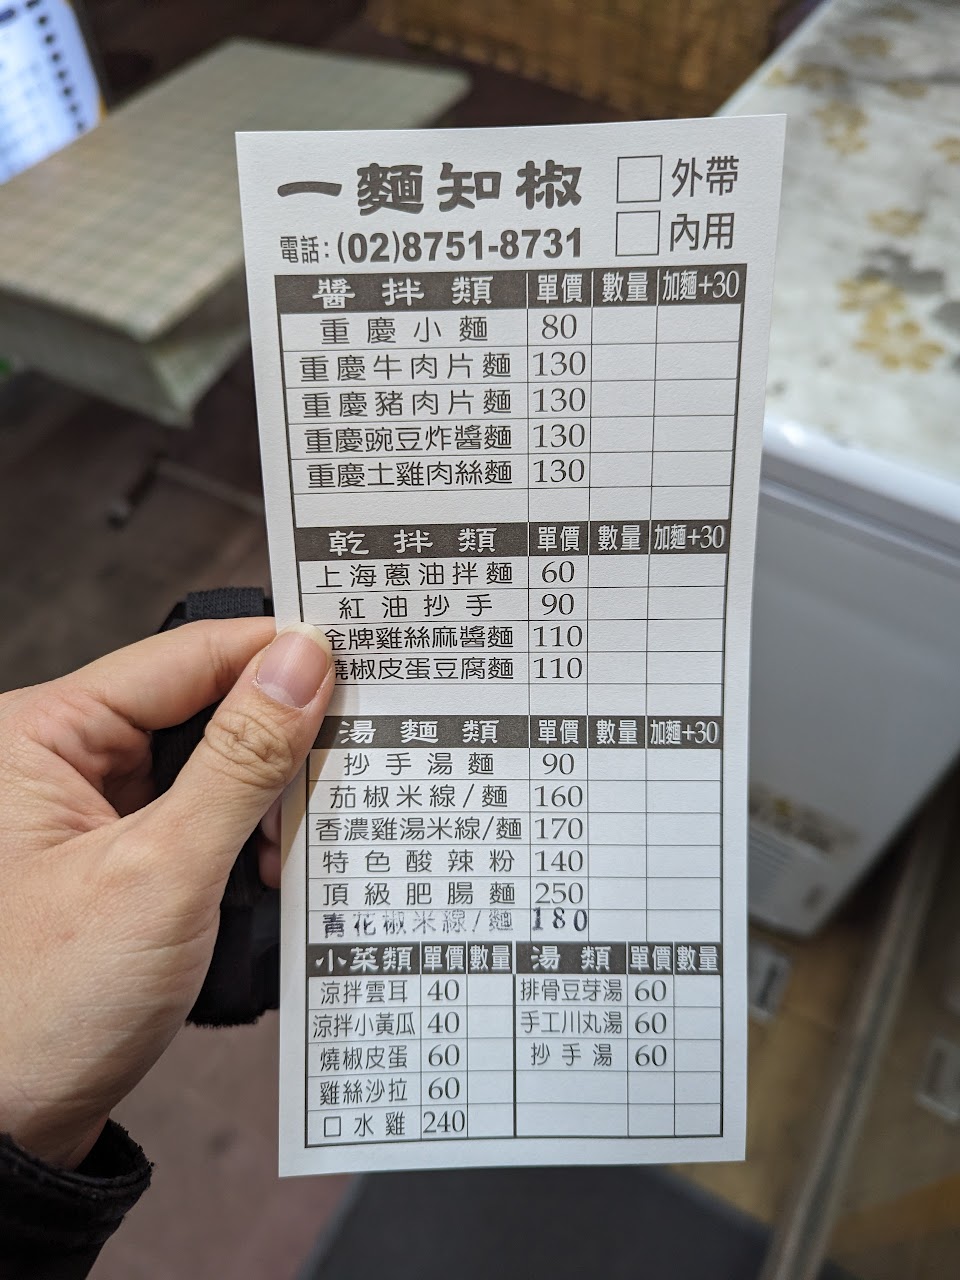 一麵知椒 □外帶
電話:(02)8751-8731 □內用
醬拌類 單價 數量 加麵+30
重慶小麵 80
重慶牛肉片麵 130
重慶豬肉片麵 130
重慶豌豆炸醬麵 130
重慶土雞肉絲麵 130
乾拌類 單價 數量 加麵+30
上海蔥油拌麵 60
紅油抄手 90
金牌雞絲麻醬麵 110
燒椒皮蛋豆腐麵 110
湯麵類 單價 數量 加麵+30
抄手湯麵 90
茄椒米線/麵 160
香濃雞湯米線/麵 170
特色酸辣粉 140
頂級肥腸麵 250
青花椒米線/麵 180
小菜類 單價 數量 湯類 單價 數量
涼拌雲耳 40 排骨豆芽湯 60
涼拌小黃瓜 40 手工川丸湯 60
燒椒皮蛋 60 抄手湯 60
雞絲沙拉 60
口水雞 240